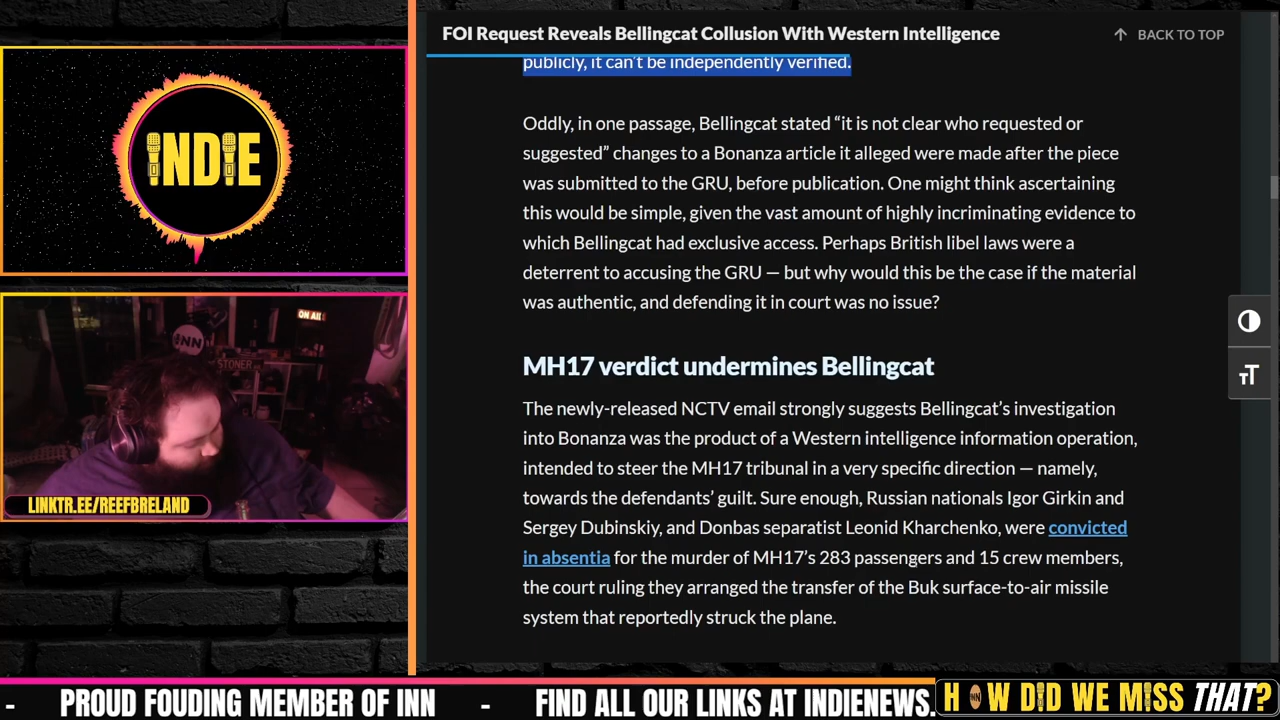 FOI Request Reveals Bellingcat Collusion With Western Intelligence
BACK TO TOP
publicly, it can't be independently verified.
Oddly, in one passage, Bellingcat stated “it is not clear who requested or
suggested” changes to a Bonanza article it alleged were made after the piece
was submitted to the GRU, before publication. One might think ascertaining
this would be simple, given the vast amount of highly incriminating evidence to
which Bellingcat had exclusive access. Perhaps British libel laws were a
deterrent to accusing the GRU — but why would this be the case if the material
was authentic, and defending it in court was no issue?
MH17 verdict undermines Bellingcat
The newly-released NCTV email strongly suggests Bellingcat's investigation
into Bonanza was the product of a Western intelligence information operation,
intended to steer the MH17 tribunal in a very specific direction — namely,
towards the defendants' guilt. Sure enough, Russian nationals Igor Girkin and
Sergey Dubinskiy, and Donbas separatist Leonid Kharchenko, were convicted
in absentia for the murder of MH17's 283 passengers and 15 crew members,
the court ruling they arranged the transfer of the Buk surface-to-air missile
system that reportedly struck the plane.
INDIE
ON AIR
INN
STONER
LINKTR.EE/REEFBRELAND
- PROUD FOUDING MEMBER OF INN - FIND ALL OUR LINKS AT INDIENEWS.
HOW DID WE MISS THAT?